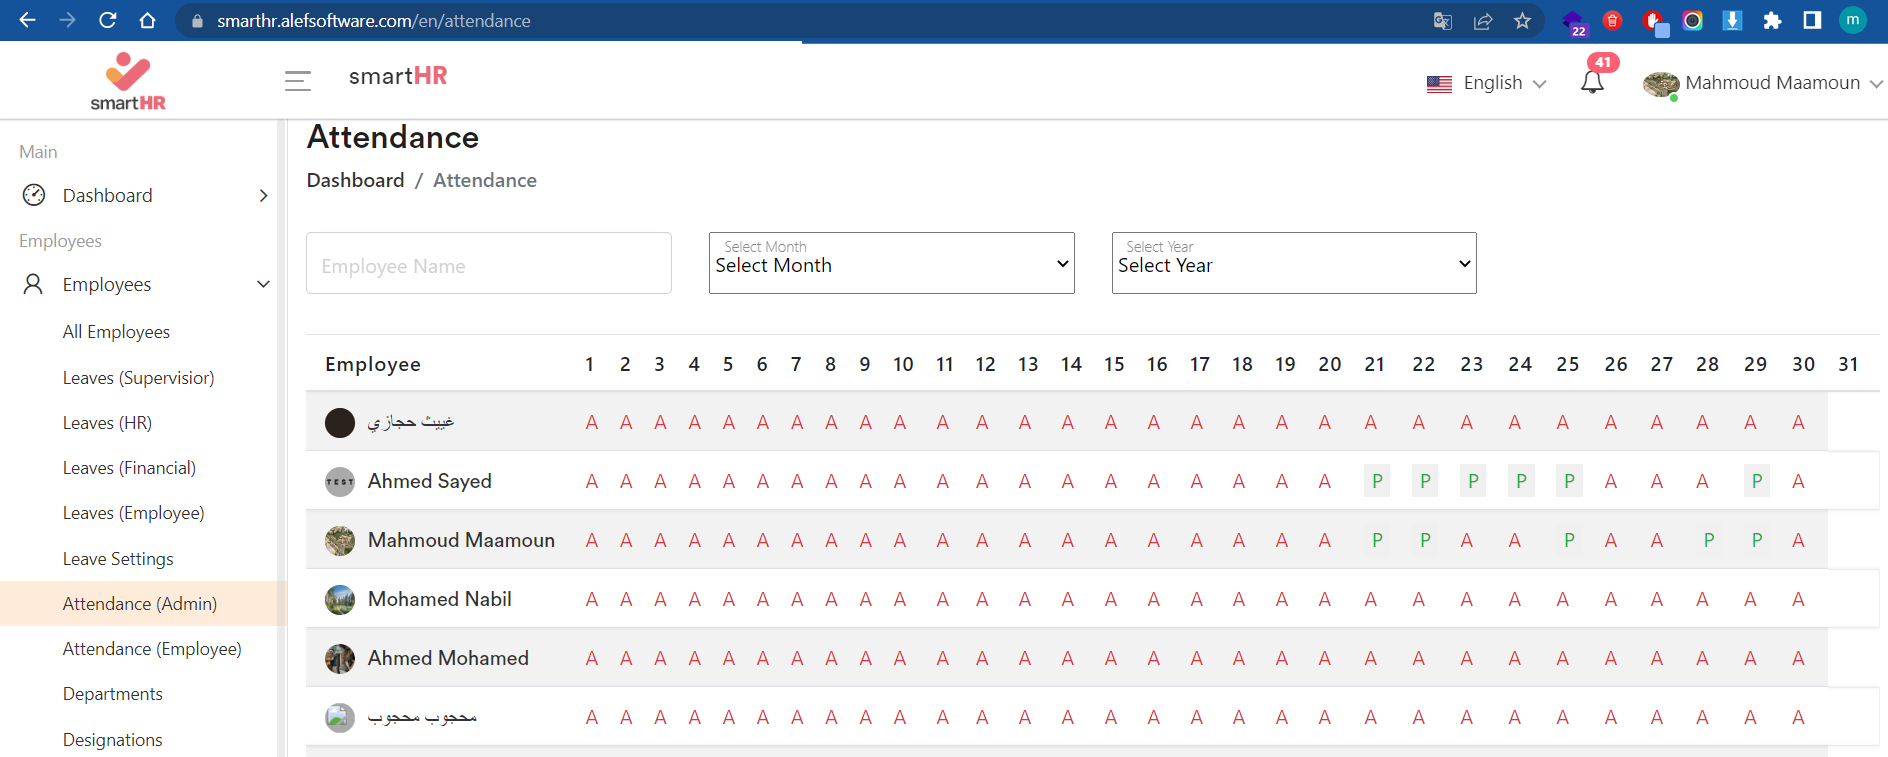 smarthr.alefsoftware.com/en/attendance
22
m
smartHR
smartHR
English
41
Mahmoud Maamoun
Main
Dashboard
Employees
Employees
All Employees
Leaves (Supervisior)
Leaves (HR)
Leaves (Financial)
Leaves (Employee)
Leave Settings
Attendance (Admin)
Attendance (Employee)
Departments
Designations
Attendance
Dashboard / Attendance
Employee Name
Select Month
Select Month
Select Year
Select Year
Employee 1 2 3 4 5 6 7 8 9 10 11 12 13 14 15 16 17 18 19 20 21 22 23 24 25 26 27 28 29 30 31
غييث حجازي A A A A A A A A A A A A A A A A A A A A A A A A A A A A A A
TEST Ahmed Sayed A A A A A A A A A A A A A A A A A A A A P P P P P A A A P A
Mahmoud Maamoun A A A A A A A A A A A A A A A A A A A A P P A A P A A P P A
Mohamed Nabil A A A A A A A A A A A A A A A A A A A A A A A A A A A A A A
Ahmed Mohamed A A A A A A A A A A A A A A A A A A A A A A A A A A A A A A
محجوب محجوب A A A A A A A A A A A A A A A A A A A A A A A A A A A A A A